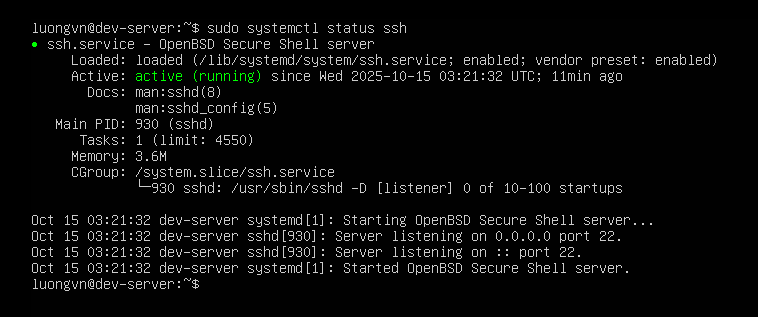 luongvn@dev-server:~$ sudo systemctl status ssh
● ssh.service - OpenBSD Secure Shell server
     Loaded: loaded (/lib/systemd/system/ssh.service; enabled; vendor preset: enabled)
     Active: active (running) since Wed 2025-10-15 03:21:32 UTC; 11min ago
       Docs: man:sshd(8)
             man:sshd_config(5)
   Main PID: 930 (sshd)
      Tasks: 1 (limit: 4550)
     Memory: 3.6M
     CGroup: /system.slice/ssh.service
             └─930 sshd: /usr/sbin/sshd -D [listener] 0 of 10-100 startups

Oct 15 03:21:32 dev-server systemd[1]: Starting OpenBSD Secure Shell server...
Oct 15 03:21:32 dev-server sshd[930]: Server listening on 0.0.0.0 port 22.
Oct 15 03:21:32 dev-server sshd[930]: Server listening on :: port 22.
Oct 15 03:21:32 dev-server systemd[1]: Started OpenBSD Secure Shell server.
luongvn@dev-server:~$